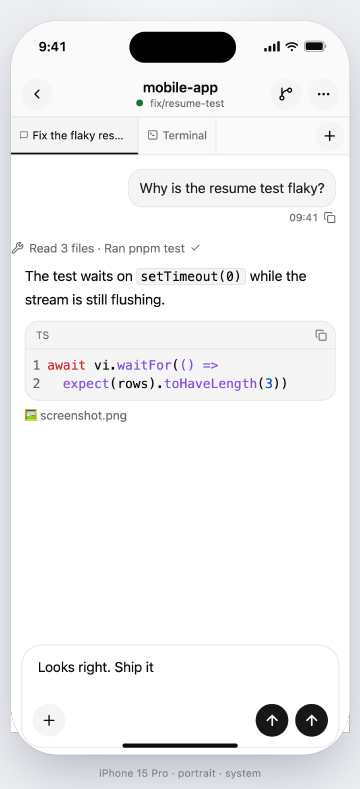 9:41
mobile-app
fix/resume-test
Fix the flaky res...
Terminal
Why is the resume test flaky?
09:41
Read 3 files · Ran pnpm test
The test waits on setTimeout(0) while the
stream is still flushing.
TS
1 await vi.waitFor(() =>
2   expect(rows).toHaveLength(3))
screenshot.png
Looks right. Ship it
iPhone 15 Pro · portrait · system